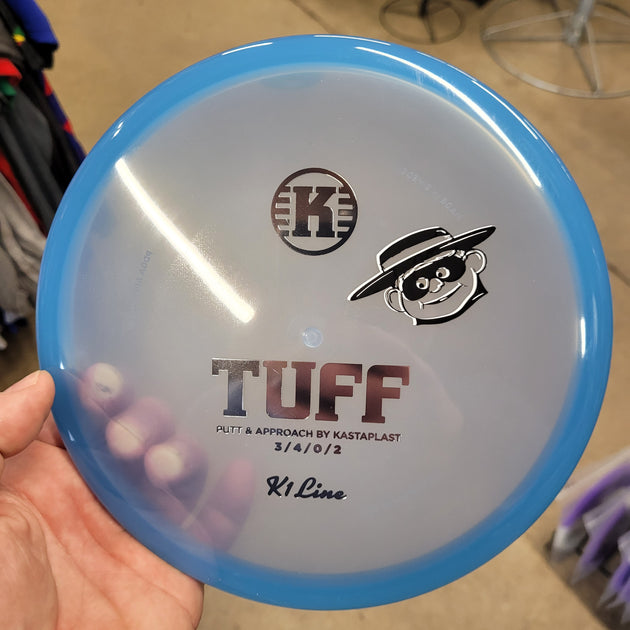 K
TUFF
PUTT & APPROACH BY KASTAPLAST
3/4/0/2
K1 Line